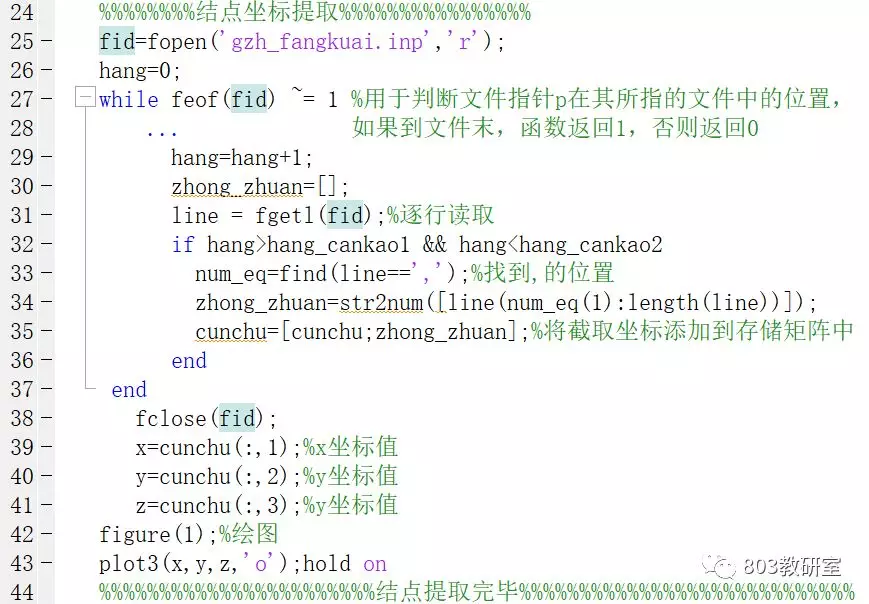 24 %%%%%%%%结点坐标提取%%%%%%%%%%%%%%%%
25 - fid=fopen('gzh_fangkuai.inp','r');
26 - hang=0;
27 - while feof(fid) ~= 1 %用于判断文件指针p在其所指的文件中的位置,
28 ... 如果到文件末，函数返回1，否则返回0
29 - hang=hang+1;
30 - zhong_zhuan=[];
31 - line = fgetl(fid);%逐行读取
32 - if hang>hang_cankao1 && hang<hang_cankao2
33 - num_eq=find(line==',');%找到,的位置
34 - zhong_zhuan=str2num([line(num_eq(1):length(line))]);
35 - cunchu=[cunchu;zhong_zhuan];%将截取坐标添加到存储矩阵中
36 - end
37 - end
38 - fclose(fid);
39 - x=cunchu(:,1);%x坐标值
40 - y=cunchu(:,2);%y坐标值
41 - z=cunchu(:,3);%y坐标值
42 - figure(1);%绘图
43 - plot3(x,y,z,'o');hold on
803教研室
44 %%%%%%%%%%%%%%%%%%%%%%%结点提取完毕%%%%%%%%%%%%%%%%%%%%%%%%%%%%